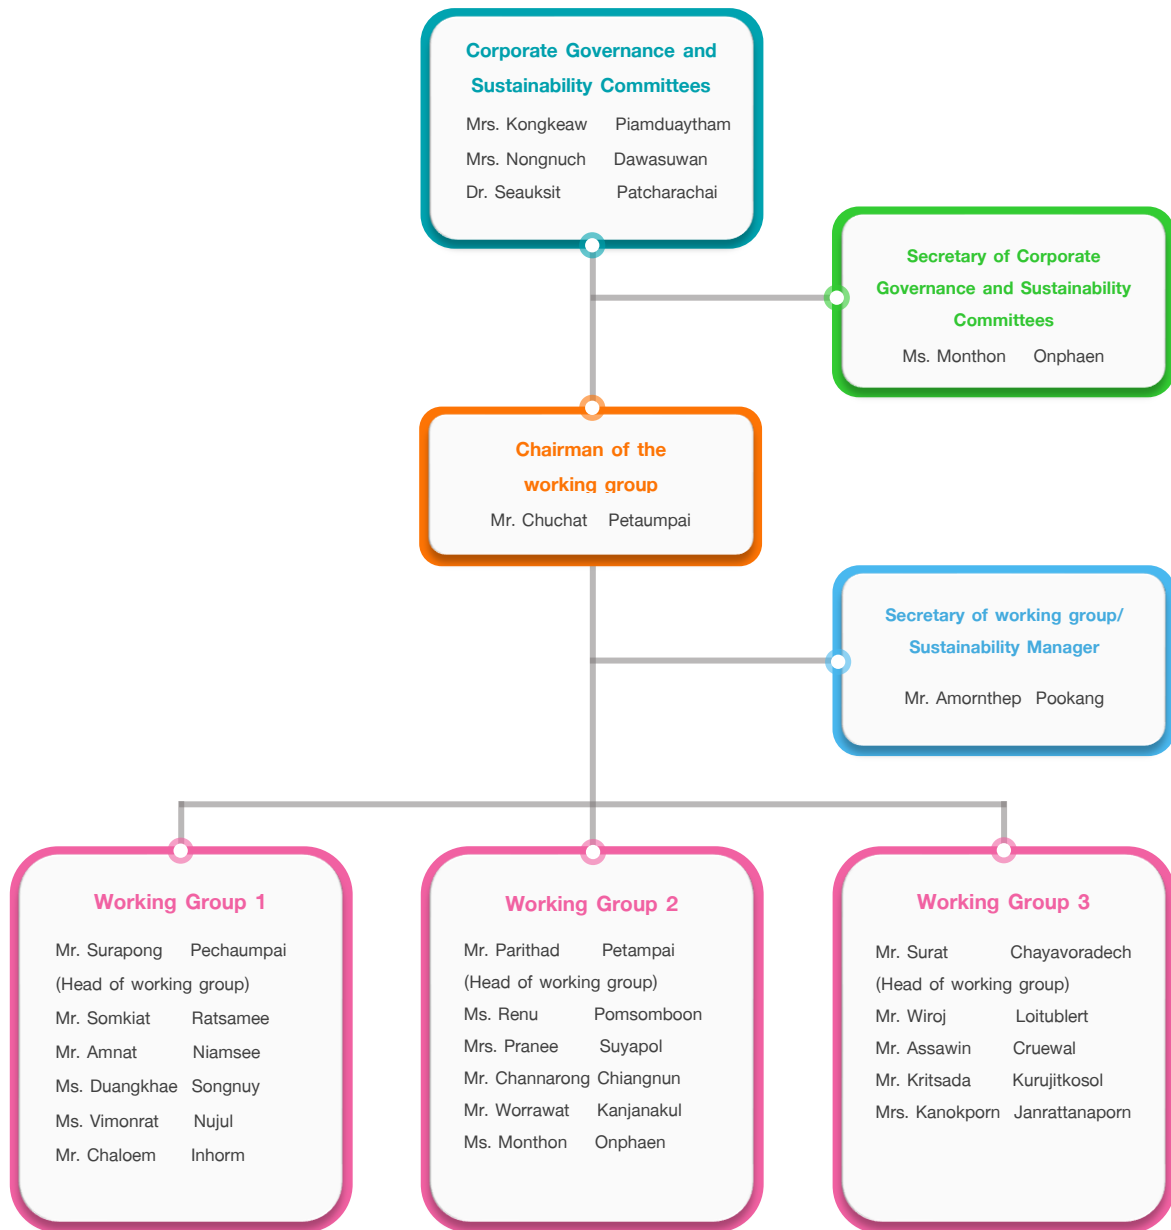 Corporate Governance and
Sustainability Committees
Mrs. Kongkeaw Piamduaytham
Mrs. Nongnuch Dawasuwan
Dr. Seauksit Patcharachai
Secretary of Corporate
Governance and Sustainability
Committees
Ms. Monthon Onphaen
Chairman of the
working group
Mr. Chuchat Petaumpai
Secretary of working group/
Sustainability Manager
Mr. Amornthep Pookang
Working Group 1
Mr. Surapong Pechaumpai
(Head of working group)
Mr. Somkiat Ratsamee
Mr. Amnat Niamsee
Ms. Duangkhae Songnuy
Ms. Vimonrat Nujul
Mr. Chaloem Inhorm
Working Group 2
Mr. Parithad Petampai
(Head of working group)
Ms. Renu Pomsomboon
Mrs. Pranee Suyapol
Mr. Channarong Chiangnun
Mr. Worrawat Kanjanakul
Ms. Monthon Onphaen
Working Group 3
Mr. Surat Chayavoradech
(Head of working group)
Mr. Wiroj Loitublert
Mr. Assawin Cruewal
Mr. Kritsada Kurujitkosol
Mrs. Kanokporn Janrattanaporn